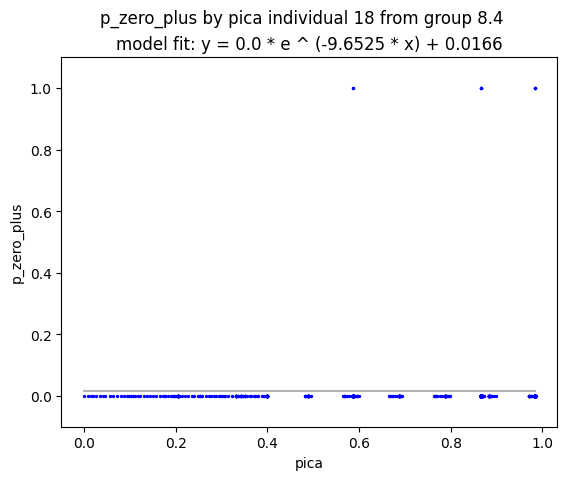 p_zero_plus by pica individual 18 from group 8.4
model fit: y = 0.0 * e ^ (-9.6525 * x) + 0.0166
1.0
0.8
0.6
0.4
0.2
0.0
p_zero_plus
0.0 0.2 0.4 0.6 0.8 1.0
pica